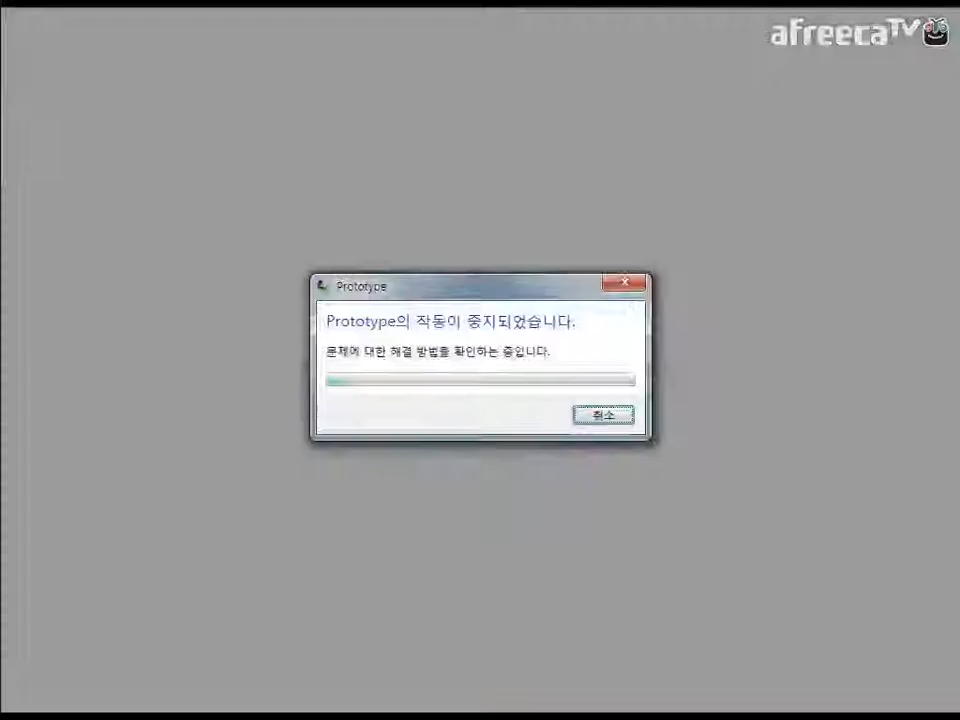 afreecaTV
Prototype
Prototype의 작동이 중지되었습니다.
문제에 대한 해결 방법을 확인하는 중입니다.
취소